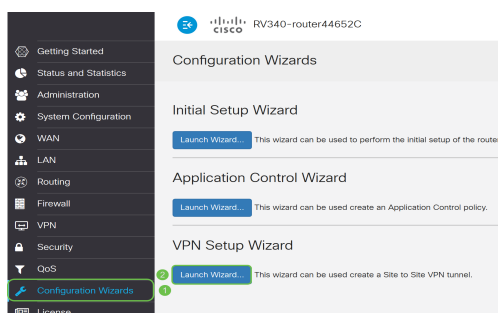 CISCO RV340-router44652C
Getting Started
Status and Statistics
Administration
System Configuration
WAN
LAN
Routing
Firewall
VPN
Security
QoS
Configuration Wizards
License
Configuration Wizards
Initial Setup Wizard
Launch Wizard... This wizard can be used to perform the initial setup of the router
Application Control Wizard
Launch Wizard... This wizard can be used create an Application Control policy.
VPN Setup Wizard
2 Launch Wizard... This wizard can be used create a Site to Site VPN tunnel.
1